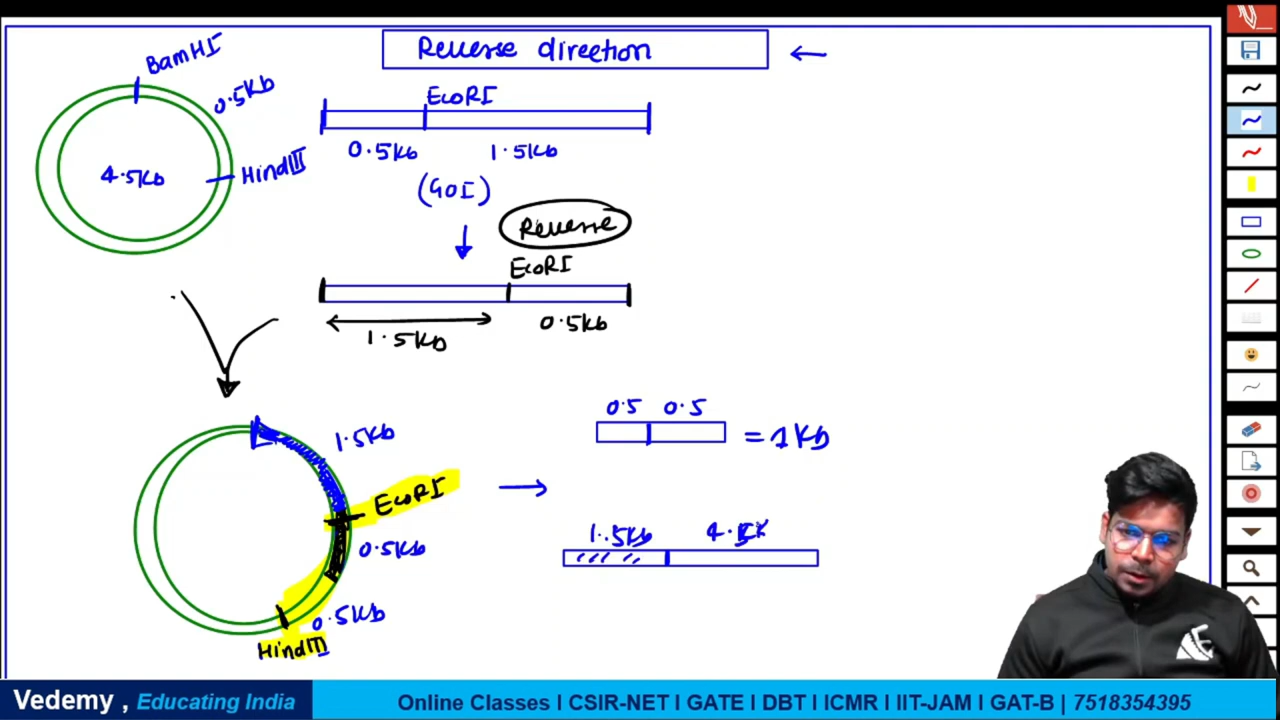 Reverse direction
BamHI
0.5Kb
4.5Kb
HindIII
EcoRI
0.5Kb 1.5Kb
(GOI)
Reverse
EcoRI
1.5Kb
0.5Kb
1.5Kb
EcoRI
0.5Kb
0.5Kb
HindIII
0.5 0.5
= 1Kb
1.5Kb
Vedemy , Educating India
Online Classes I CSIR-NET I GATE I DBT I ICMR I IIT-JAM I GAT-B | 7518354395